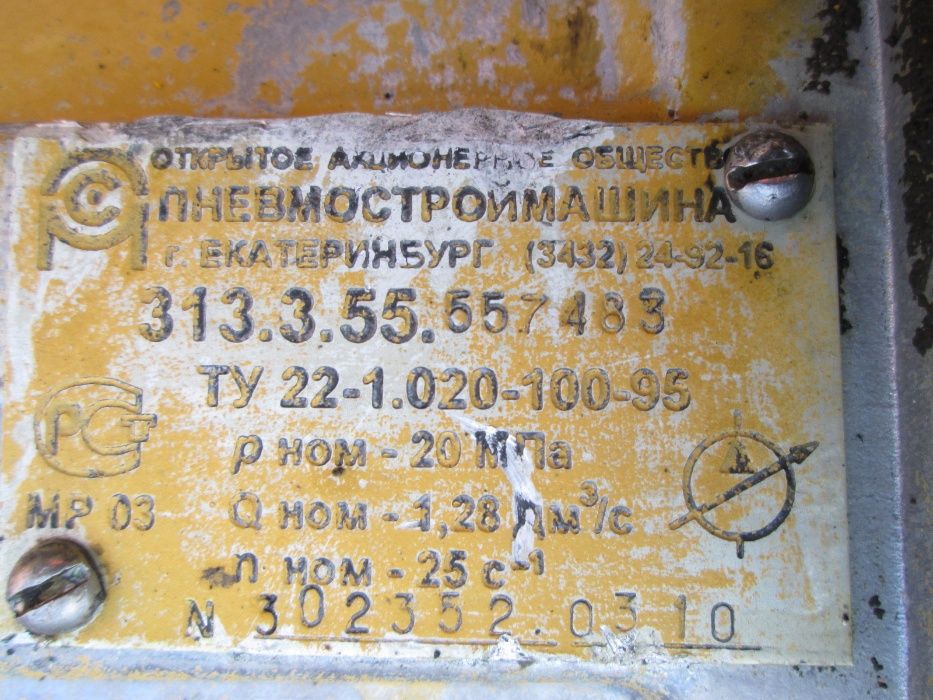 ОТКРЫТОЕ АКЦИОНЕРНОЕ ОБЩЕСТВО
ПНЕВМОСТРОЙМАШИНА
г. ЕКАТЕРИНБУРГ (3432) 24-92-16
313.3.55.557483
ТУ 22-1.020-100-95
РСТ
р ном - 20 МПа
МР 03
Q ном - 1,28 дм³/с
n ном - 25 с⁻¹
N 302352 0310